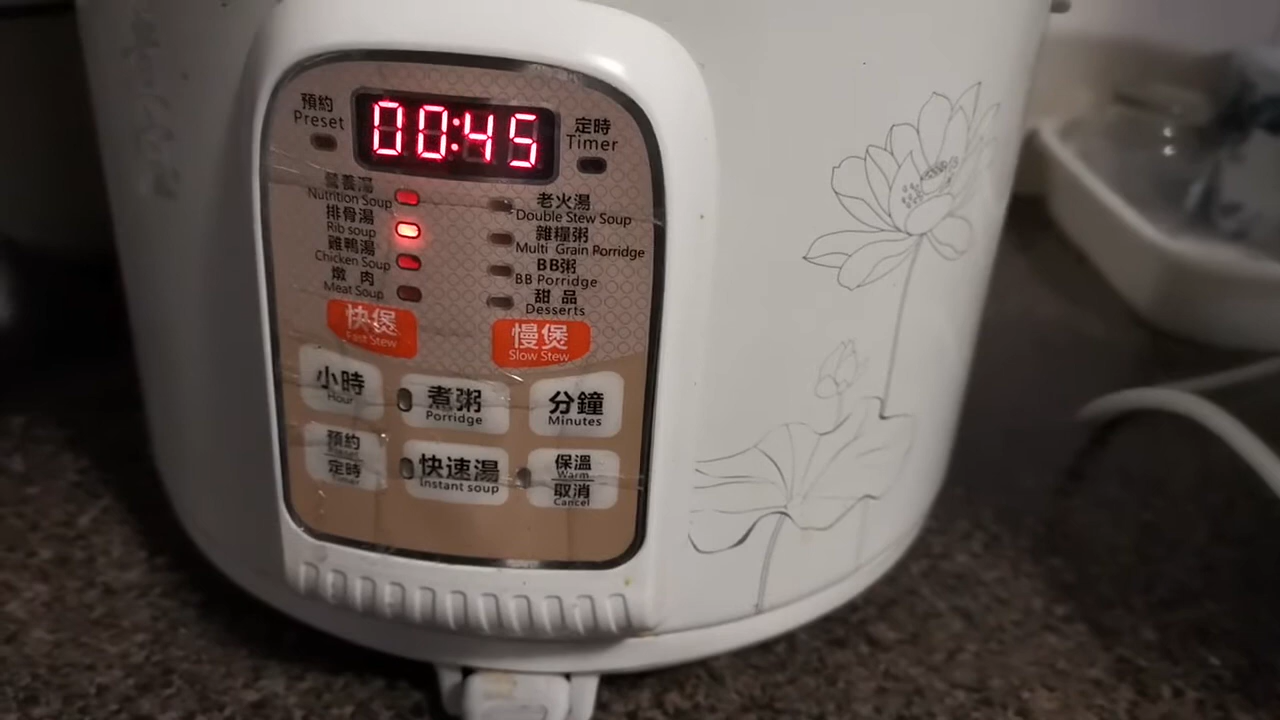 預約
Preset
00:45
定時
Timer
營養湯
Nutrition Soup
排骨湯
Rib soup
雞鴨湯
Chicken Soup
燉 肉
Meat Soup
老火湯
Double Stew Soup
雜糧粥
Multi Grain Porridge
BB粥
BB Porridge
甜 品
Desserts
快煲
Fast Stew
慢煲
Slow Stew
小時
Hour
煮粥
Porridge
分鐘
Minutes
預約
Preset
定時
Timer
快速湯
Instant soup
保溫
Warm
取消
Cancel